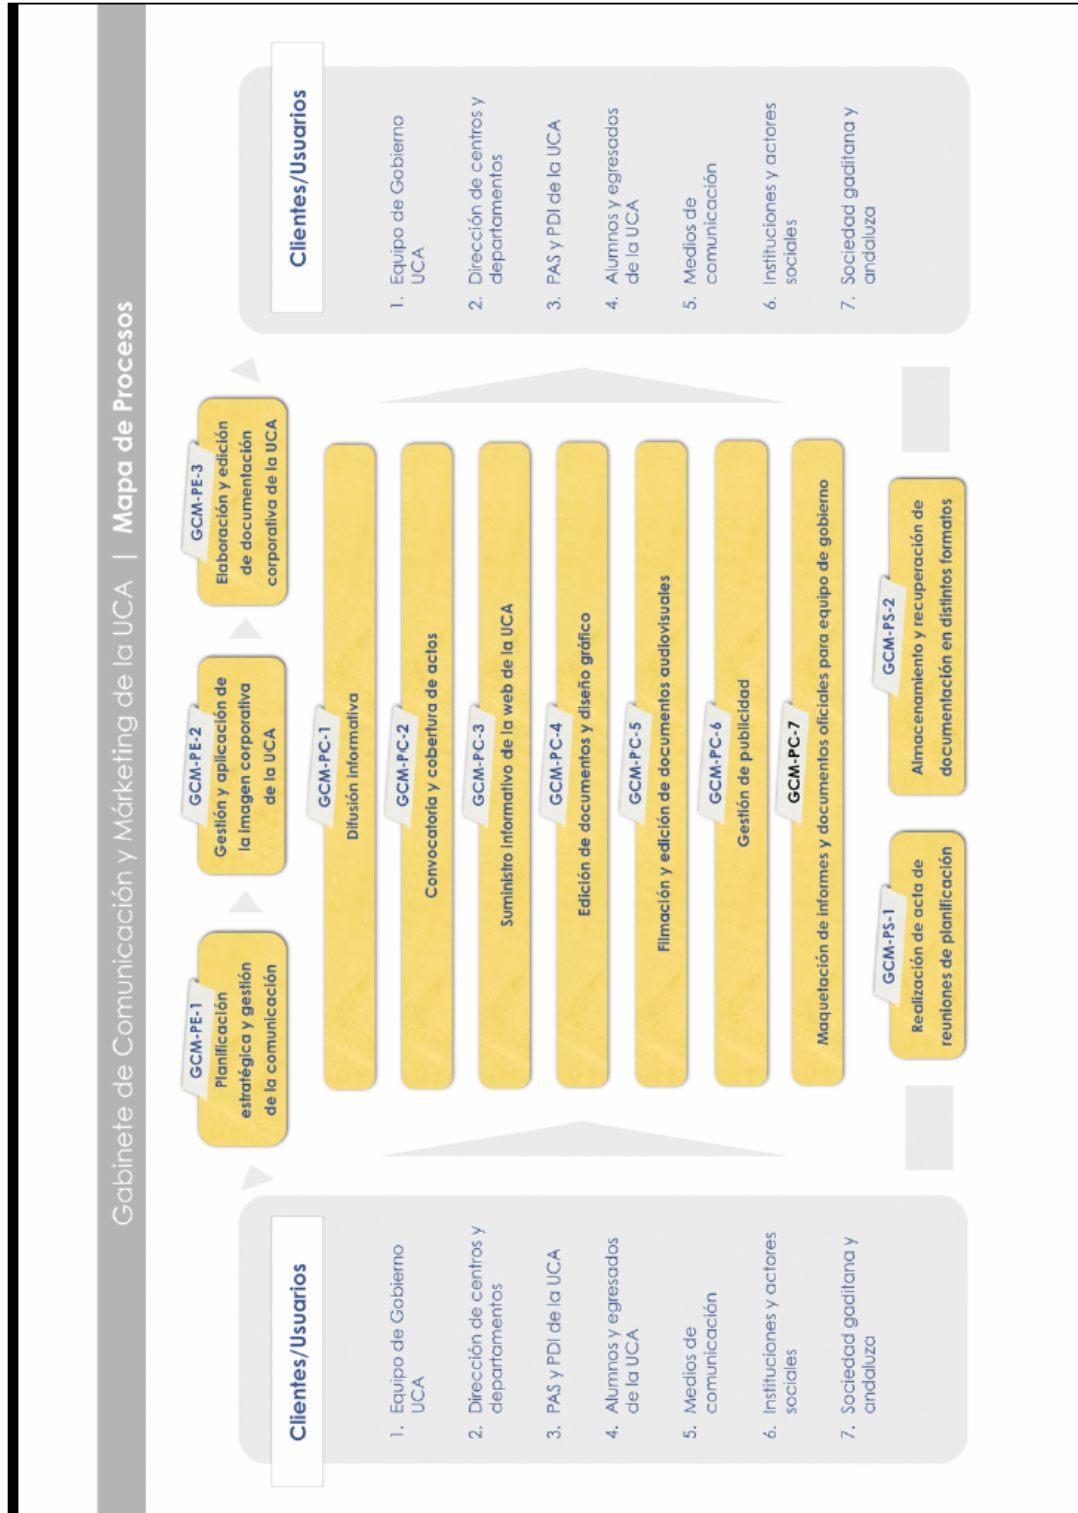 Gabinete de Comunicación y Márketing de la UCA | Mapa de Procesos
Clientes/Usuarios
1. Equipo de Gobierno
UCA
2. Dirección de centros y
departamentos
3. PAS y PDI de la UCA
4. Alumnos y egresados
de la UCA
5. Medios de
comunicación
6. Instituciones y actores
sociales
7. Sociedad gaditana y
andaluza
GCM-PE-1
Planificación
estratégica y gestión
de la comunicación
GCM-PE-2
Gestión y aplicación de
la imagen corporativa
de la UCA
GCM-PE-3
Elaboración y edición
de documentación
corporativa de la UCA
GCM-PC-1
Difusión informativa
GCM-PC-2
Convocatoria y cobertura de actos
GCM-PC-3
Suministro informativo de la web de la UCA
GCM-PC-4
Edición de documentos y diseño gráfico
GCM-PC-5
Filmación y edición de documentos audiovisuales
GCM-PC-6
Gestión de publicidad
GCM-PC-7
Maquetación de informes y documentos oficiales para equipo de gobierno
GCM-PS-1
Realización de acta de
reuniones de planificación
GCM-PS-2
Almacenamiento y recuperación de
documentación en distintos formatos
Clientes/Usuarios
1. Equipo de Gobierno
UCA
2. Dirección de centros y
departamentos
3. PAS y PDI de la UCA
4. Alumnos y egresados
de la UCA
5. Medios de
comunicación
6. Instituciones y actores
sociales
7. Sociedad gaditana y
andaluza